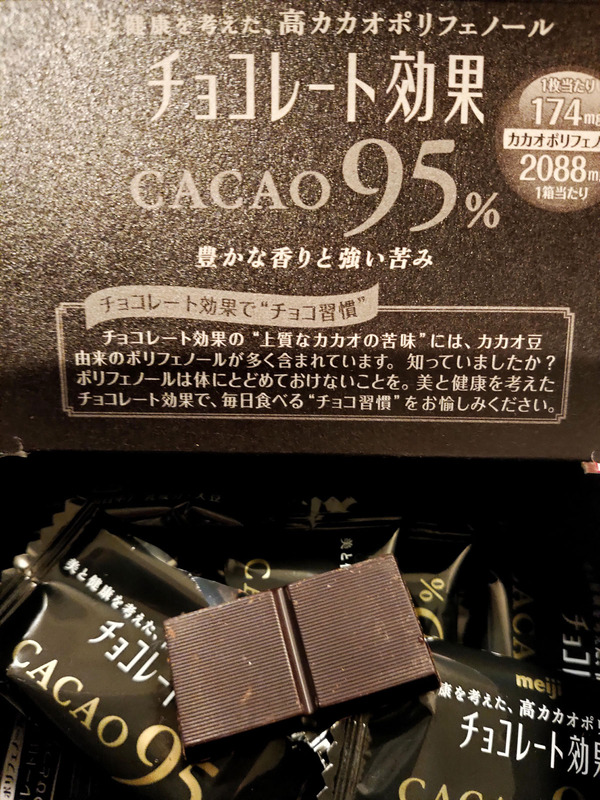 美と健康を考えた、高カカオポリフェノール
チョコレート効果
CACAO 95%
1枚当たり
174mg
カカオポリフェノ
2088m
1箱当たり
豊かな香りと強い苦み
チョコレート効果で“チョコ習慣”
チョコレート効果の“上質なカカオの苦味”には、カカオ豆
由来のポリフェノールが多く含まれています。知っていましたか?
ポリフェノールは体にとどめておけないことを。美と健康を考えた
チョコレート効果で、毎日食べる“チョコ習慣”をお愉しみください。
美と健康を考えた、
チョコレート
CACAO 95
美と
C
%
CA
チョコ
meiji
康を考えた、高カカオポリ
チョコレート効果
CACAO